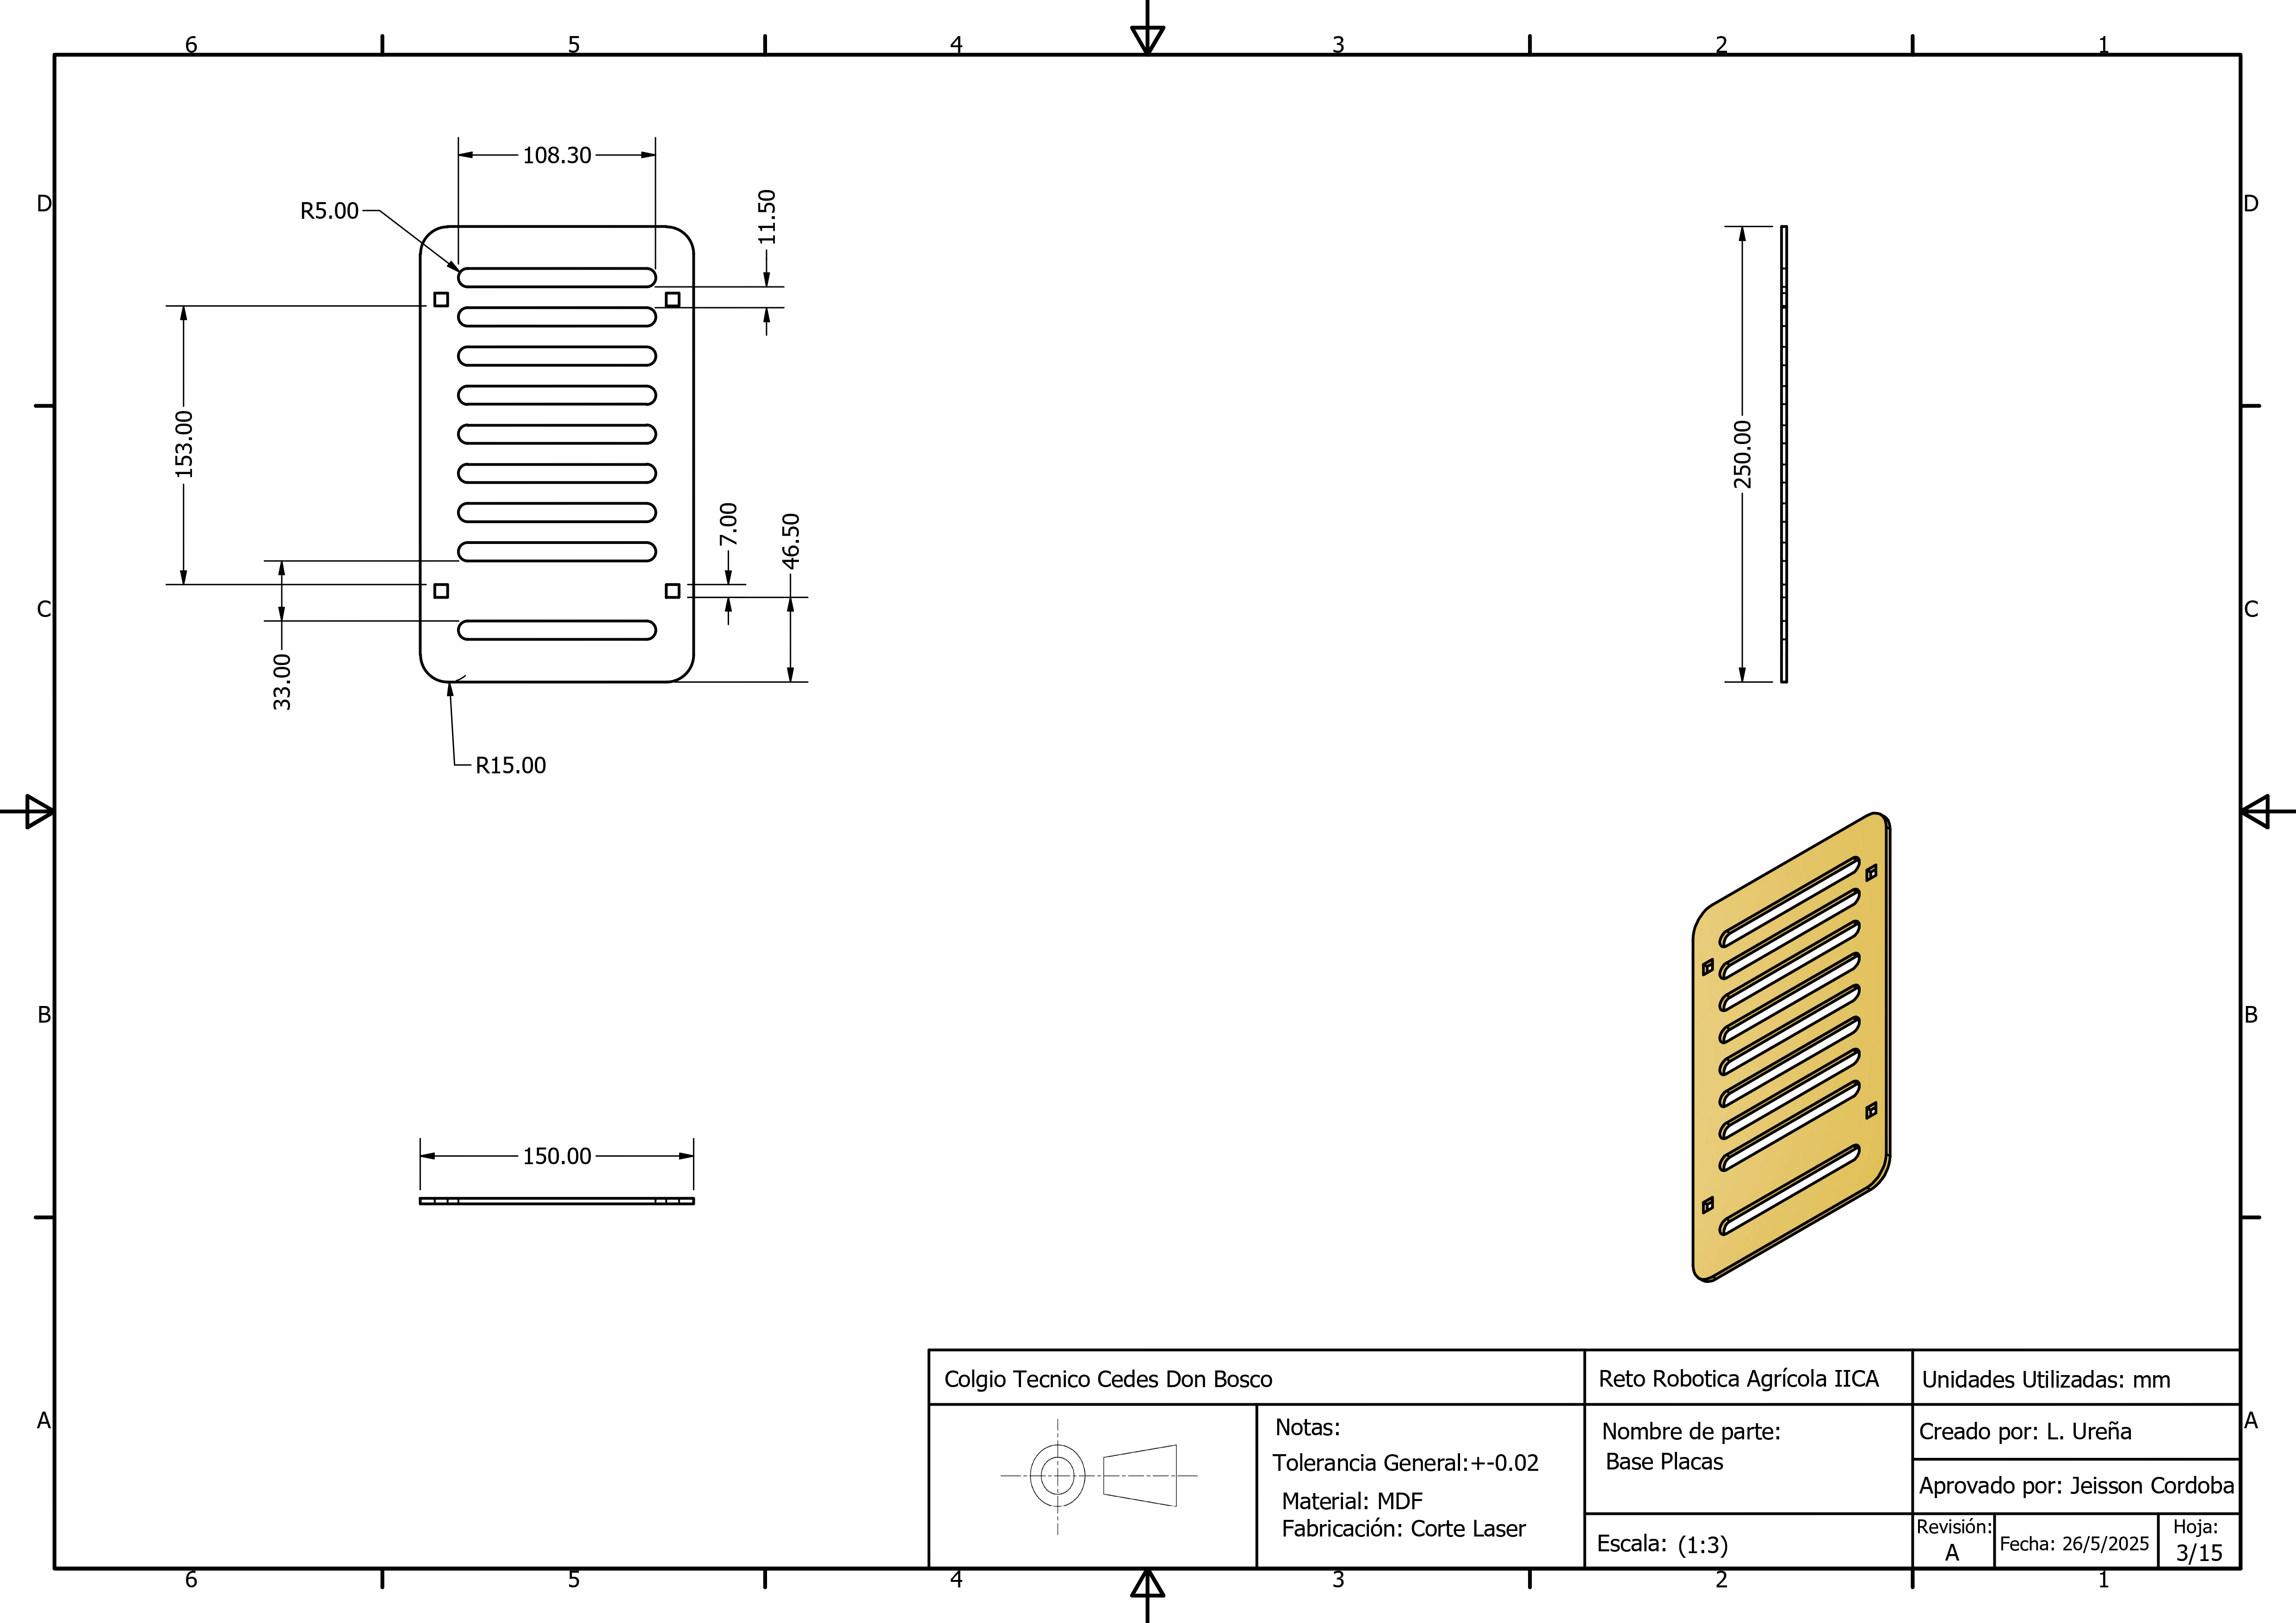 6 5 4 3 2 1
D D
108.30
R5.00
11.50
153.00
250.00
7.00
46.50
C C
33.00
R15.00
B B
150.00
Colgio Tecnico Cedes Don Bosco
Reto Robotica Agrícola IICA
Unidades Utilizadas: mm
Notas:
Tolerancia General:+-0.02
Material: MDF
Fabricación: Corte Laser
Nombre de parte:
Base Placas
Escala: (1:3)
Creado por: L. Ureña
Aprovado por: Jeisson Cordoba
Revisión:
A
Fecha: 26/5/2025
Hoja:
3/15
A A
6 5 4 3 2 1